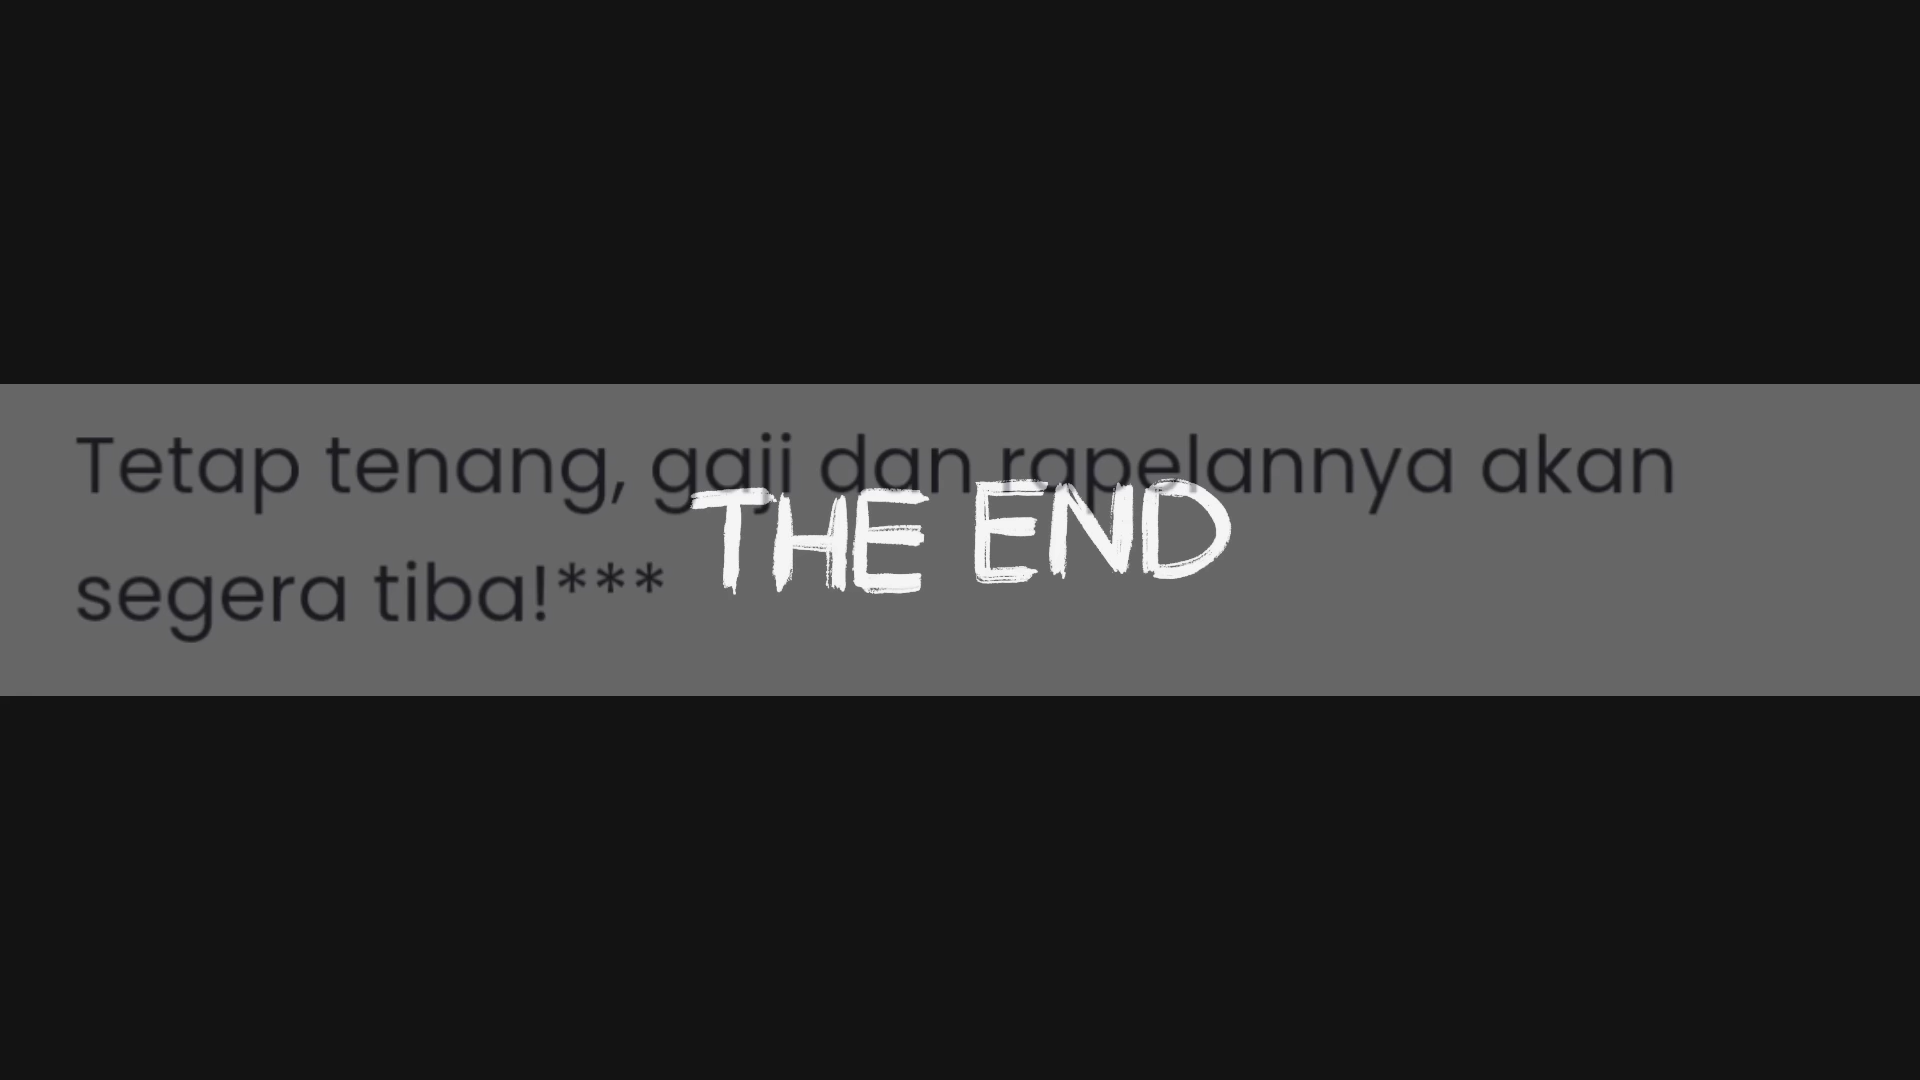 Tetap tenang, gaji dan rapelannya akan
segera tiba!***
THE END